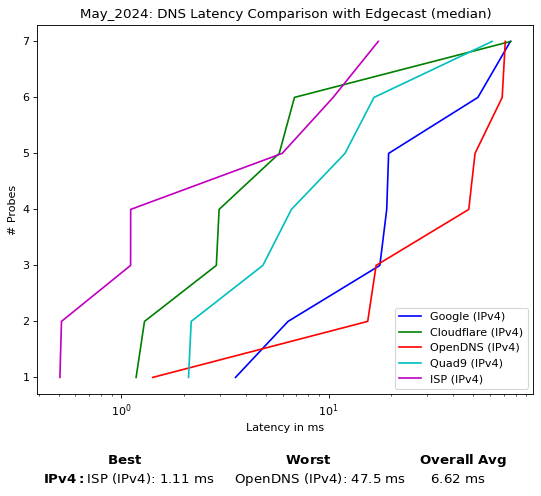 May_2024: DNS Latency Comparison with Edgecast (median)
7
6
5
4
3
2
1
# Probes
10⁰ 10¹
Latency in ms
Google (IPv4)
Cloudflare (IPv4)
OpenDNS (IPv4)
Quad9 (IPv4)
ISP (IPv4)
Best Worst Overall Avg
IPv4: ISP (IPv4): 1.11 ms OpenDNS (IPv4): 47.5 ms 6.62 ms